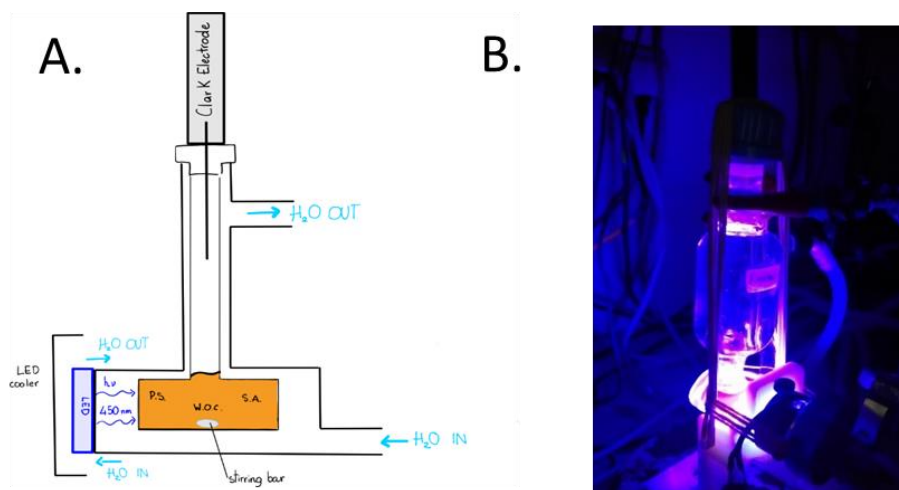 A.
B.
Clark Electrode
H₂O OUT
H₂O OUT
LED
cooler
LED
hν
450 nm
P.S.
W.O.C.
S.A.
H₂O IN
H₂O IN
stirring bar